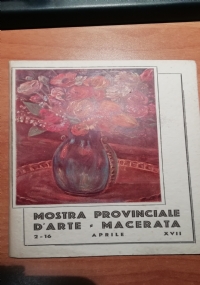 MOSTRA PROVINCIALE
D'ARTE • MACERATA
2-16 APRILE XVII